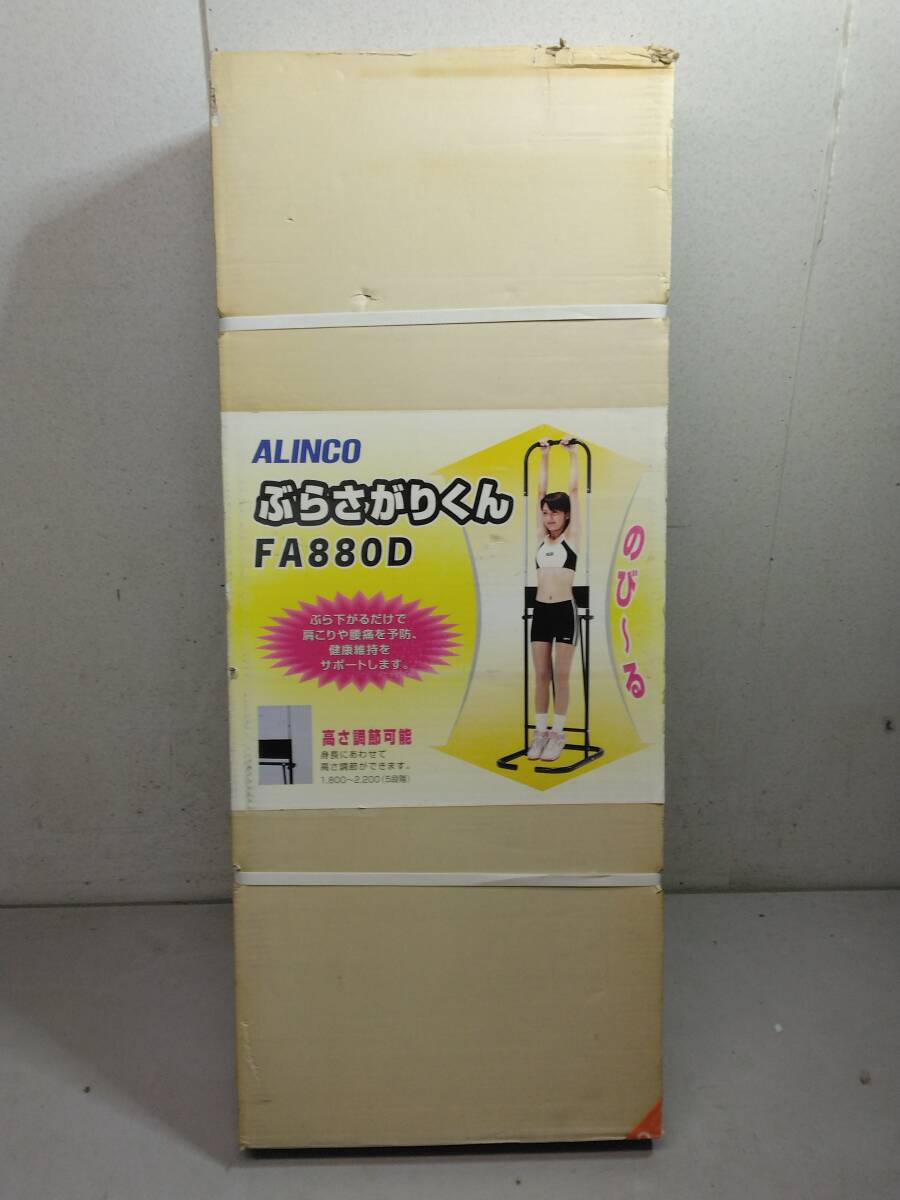 ALINCO
ぶらさがりくん
FA880D
ぶら下がるだけで
肩こりや腰痛を予防、
健康維持を
サポートします。
のび～る
高さ調節可能
身長にあわせて
高さ調節ができます。
1,800～2,200(5段階)